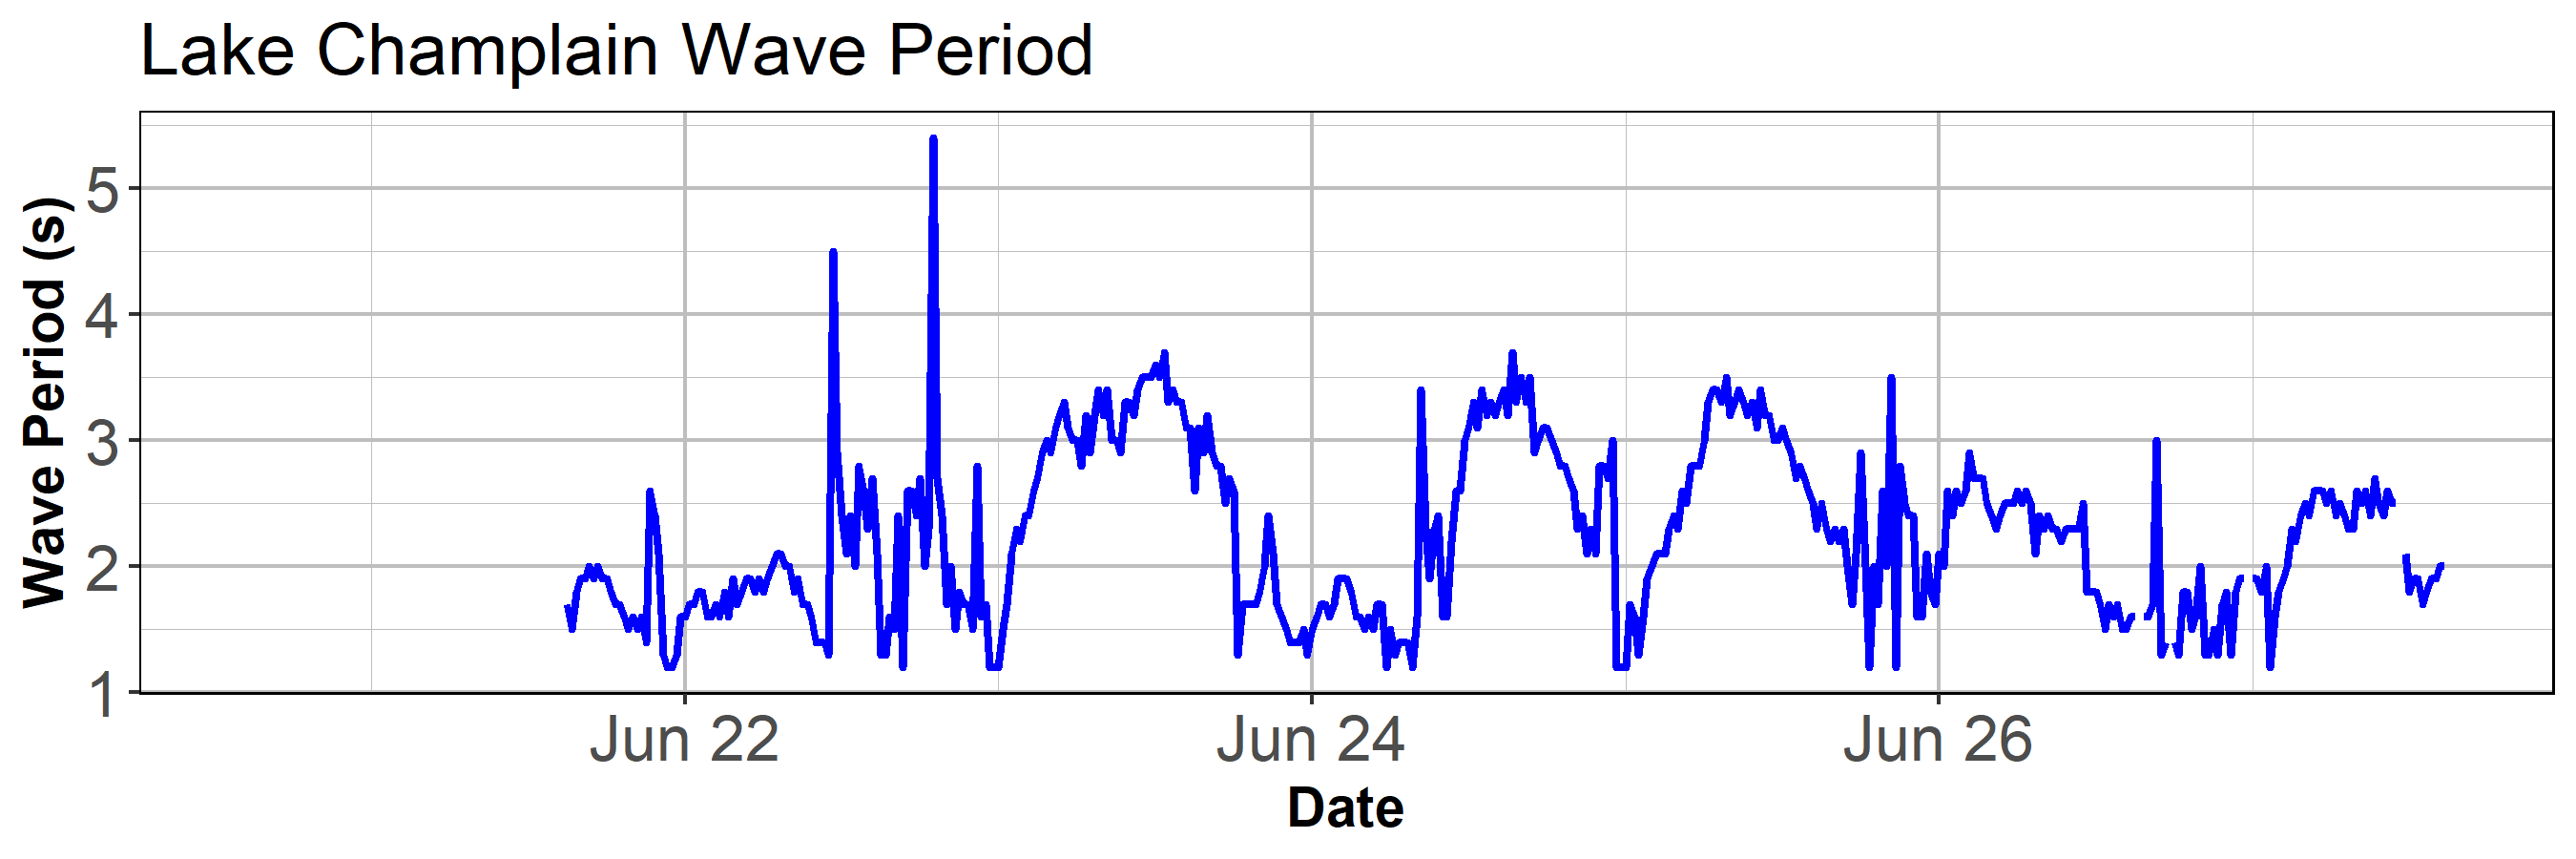 Lake Champlain Wave Period
Wave Period (s)
5
4
3
2
1
Jun 22
Jun 24
Jun 26
Date